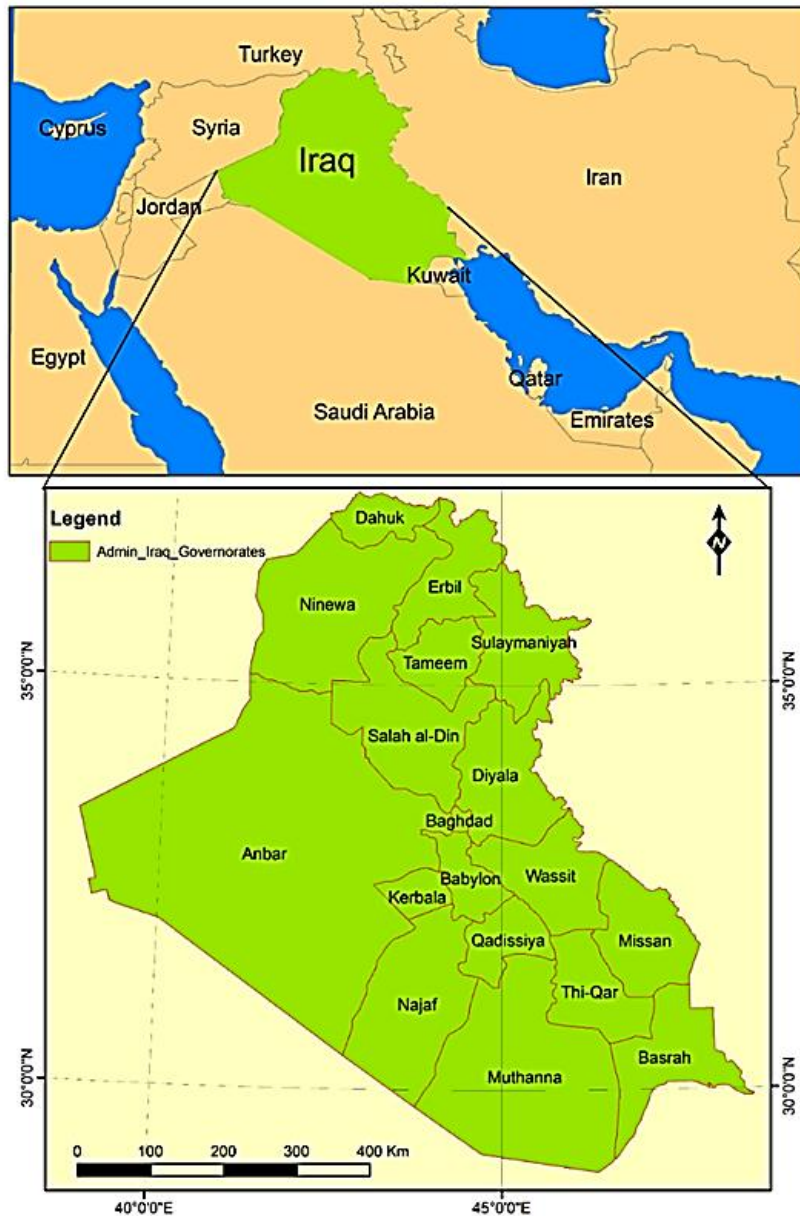 Turkey
Cyprus
Syria
Iraq
Iran
Jordan
Kuwait
Egypt
Qatar
Saudi Arabia
Emirates
Legend
Admin_Iraq_Governorates
N
Dahuk
Erbil
Ninewa
Sulaymaniyah
Tameem
35°0'0"N
35°0'0"N
Salah al-Din
Diyala
Baghdad
Anbar
Babylon
Wassit
Kerbala
Qadissiya
Missan
Thi-Qar
Najaf
Basrah
Muthanna
30°0'0"N
30°0'0"N
0 100 200 300 400 Km
40°0'0"E
45°0'0"E